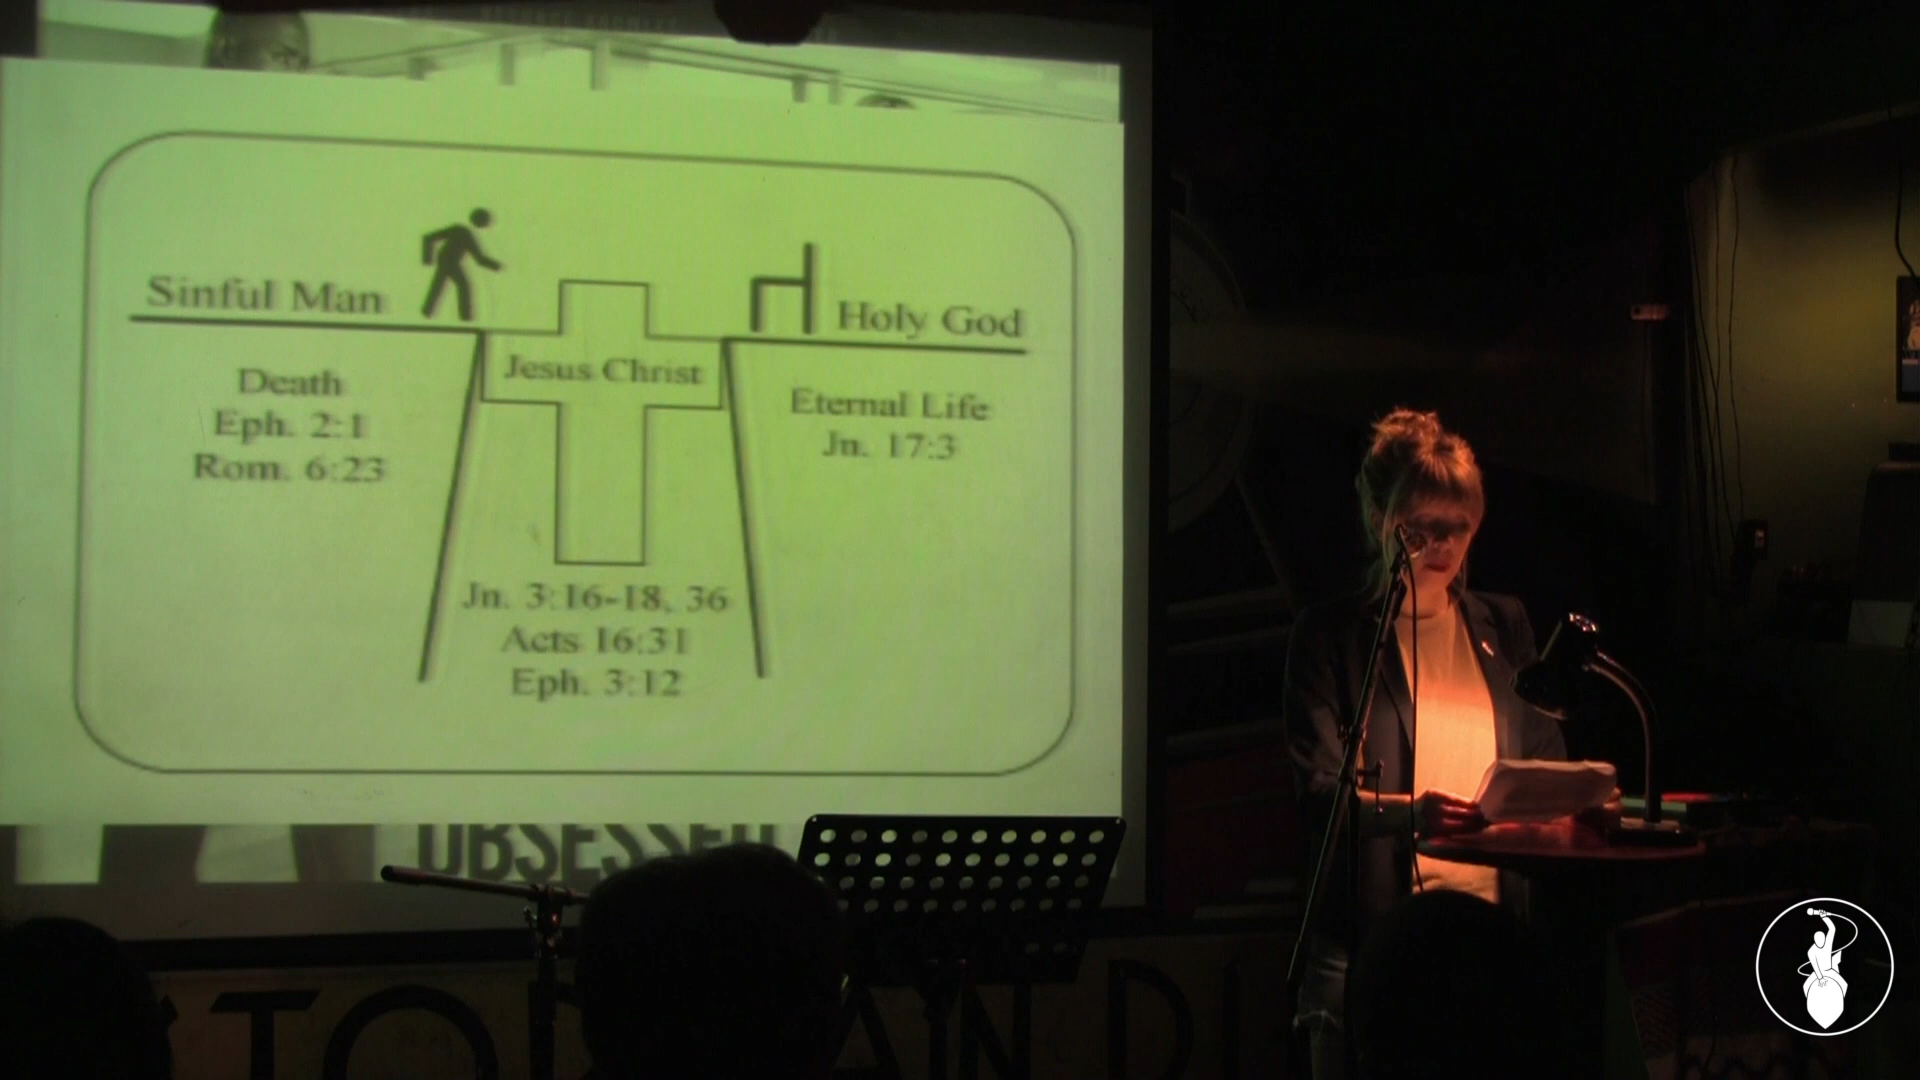 Sinful Man
Holy God
Jesus Christ
Death
Eph. 2:1
Rom. 6:23
Eternal Life
Jn. 17:3
Jn. 3:16-18, 36
Acts 16:31
Eph. 3:12
OBSESSED